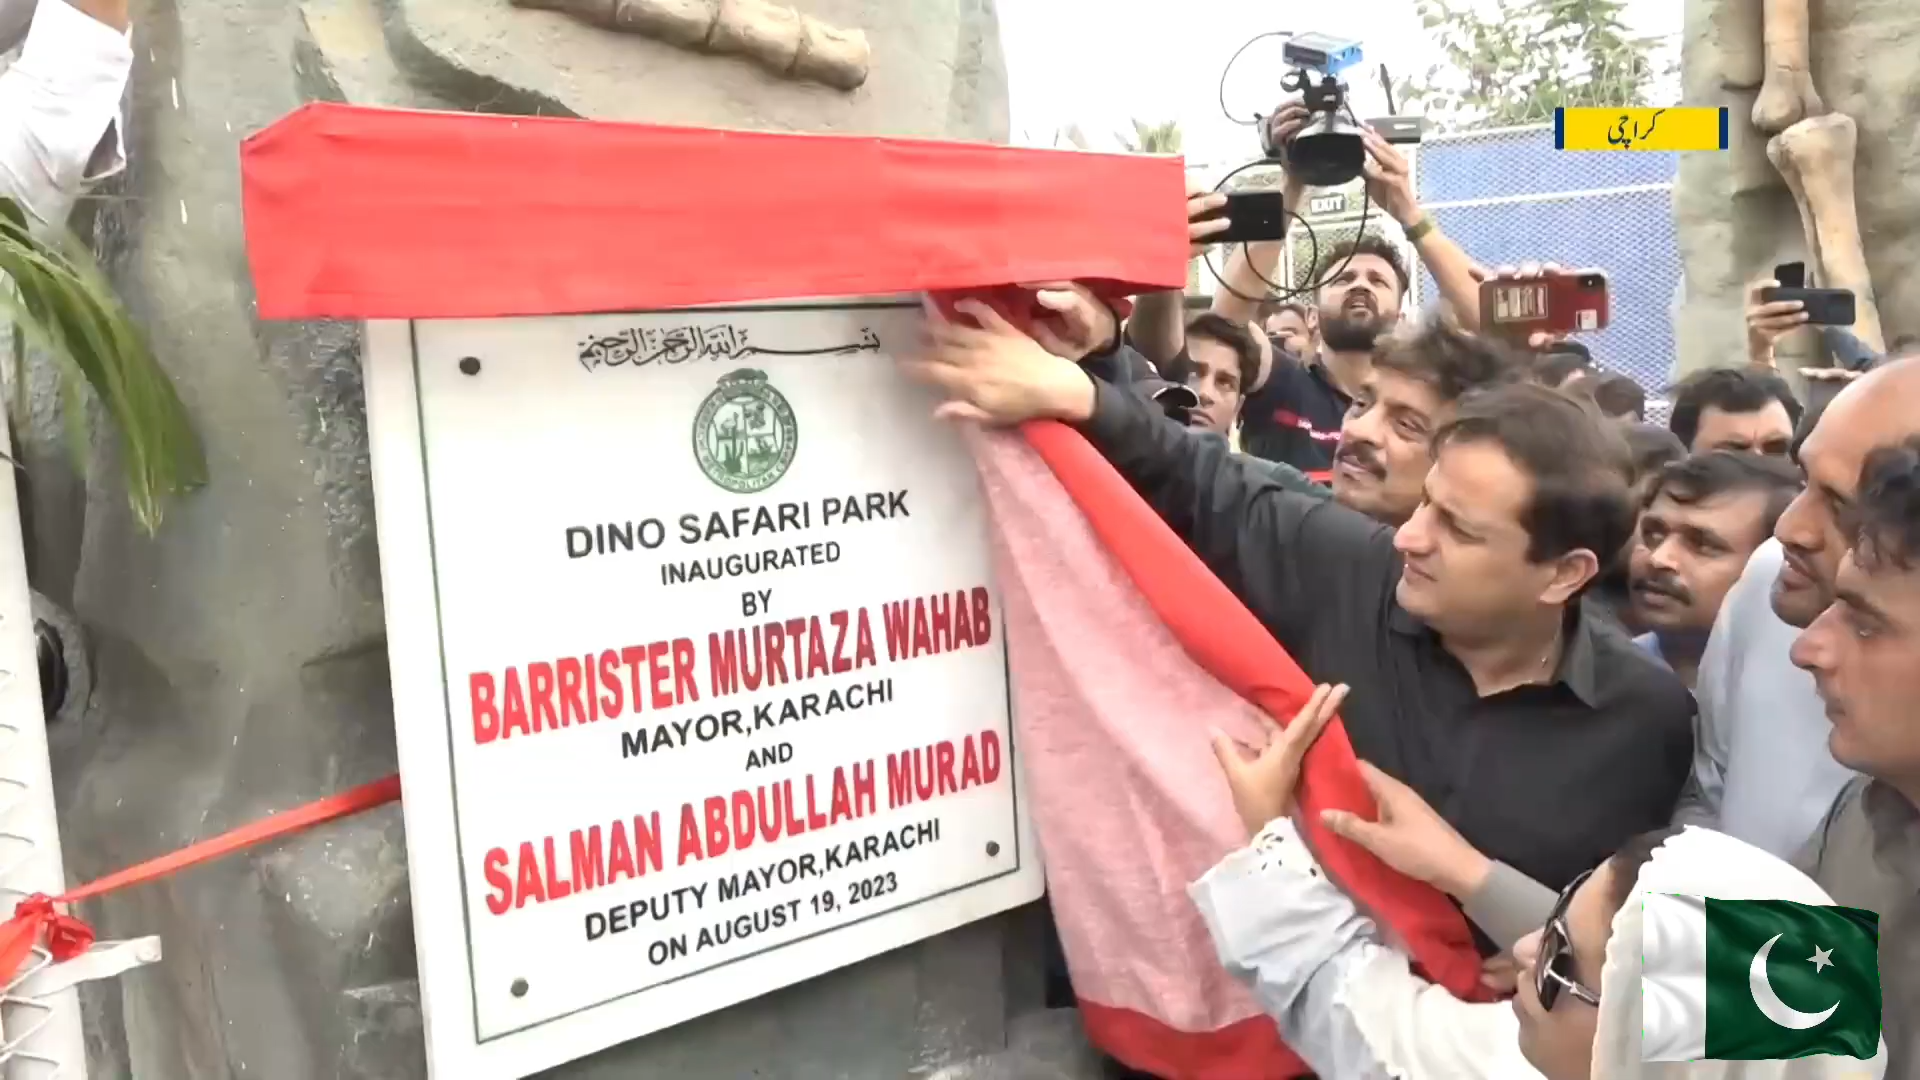 کراچی
EXIT
بسم الله الرحمن الرحيم
DINO SAFARI PARK
INAUGURATED
BY
BARRISTER MURTAZA WAHAB
MAYOR,KARACHI
AND
SALMAN ABDULLAH MURAD
DEPUTY MAYOR,KARACHI
ON AUGUST 19, 2023